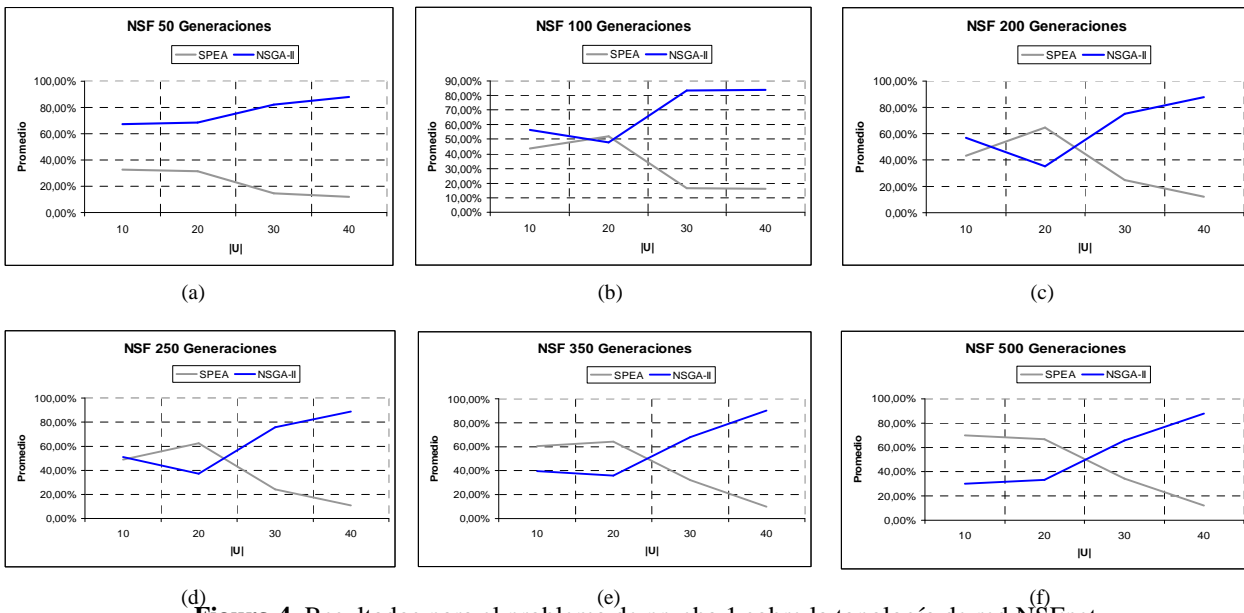 NSF 50 Generaciones
SPEA NSGA-II
100,00%
80,00%
60,00%
40,00%
20,00%
0,00%
Promedio
10 20 30 40
|U|
(a)
NSF 100 Generaciones
SPEA NSGA-II
90,00%
80,00%
70,00%
60,00%
50,00%
40,00%
30,00%
20,00%
10,00%
0,00%
Promedio
10 20 30 40
|U|
(b)
NSF 200 Generaciones
SPEA NSGA-II
100,00%
80,00%
60,00%
40,00%
20,00%
0,00%
Promedio
10 20 30 40
|U|
(c)
NSF 250 Generaciones
SPEA NSGA-II
100,00%
80,00%
60,00%
40,00%
20,00%
0,00%
Promedio
10 20 30 40
|U|
(d)
NSF 350 Generaciones
SPEA NSGA-II
100,00%
80,00%
60,00%
40,00%
20,00%
0,00%
Promedio
10 20 30 40
|U|
(e)
NSF 500 Generaciones
SPEA NSGA-II
100,00%
80,00%
60,00%
40,00%
20,00%
0,00%
Promedio
10 20 30 40
|U|
(f)
Figura 4. Resultados para el problema de prueba 1 sobre la topología de red NSFnet